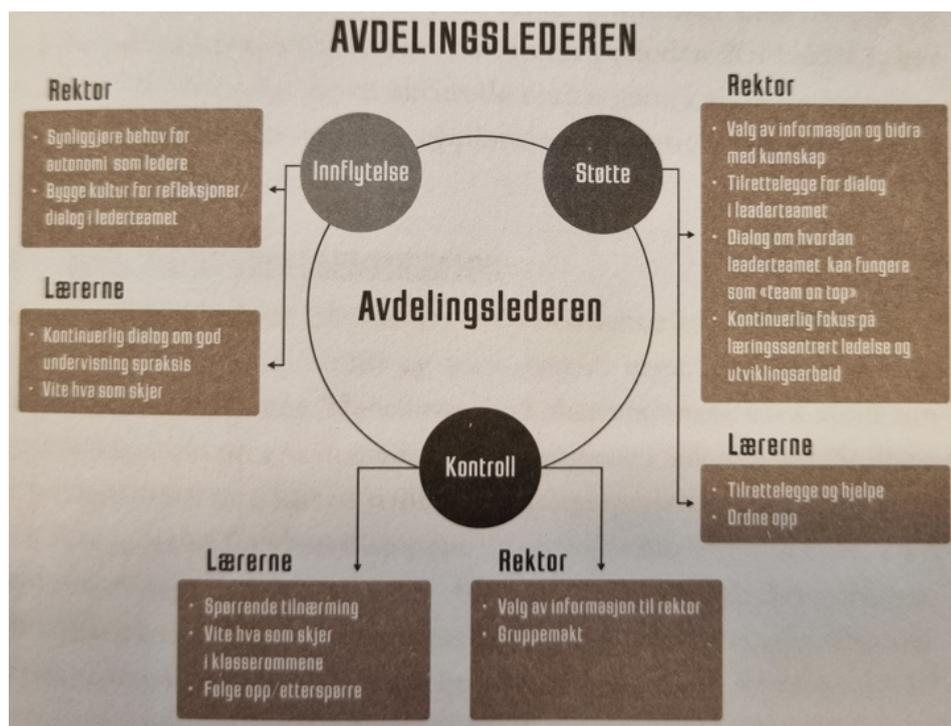 AVDELINGSLEDEREN
Rektor
· Synliggjøre behov for
autonomi som ledere
· Bygge kultur for refleksjoner/
dialog i lederteamet
Lærerne
· Kontinuerlig dialog om god
undervisning spraksis
· Vite hva som skjer
Innflytelse
Støtte
Avdelingslederen
Kontroll
Rektor
· Valg av informasjon og bidra
med kunnskap
· Tilrettelegge for dialog
i leaderteamet
· Dialog om hvordan
leaderteamet kan fungere
som «team on top»
· Kontinuerlig fokus på
læringssentrert ledelse og
utviklingsarbeid
Lærerne
· Tilrettelegge og hjelpe
· Ordne opp
Lærerne
· Spørrende tilnærming
· Vite hva som skjer
i klasserommene
· Følge opp/etterspørre
Rektor
· Valg av informasjon til rektor
· Gruppemakt